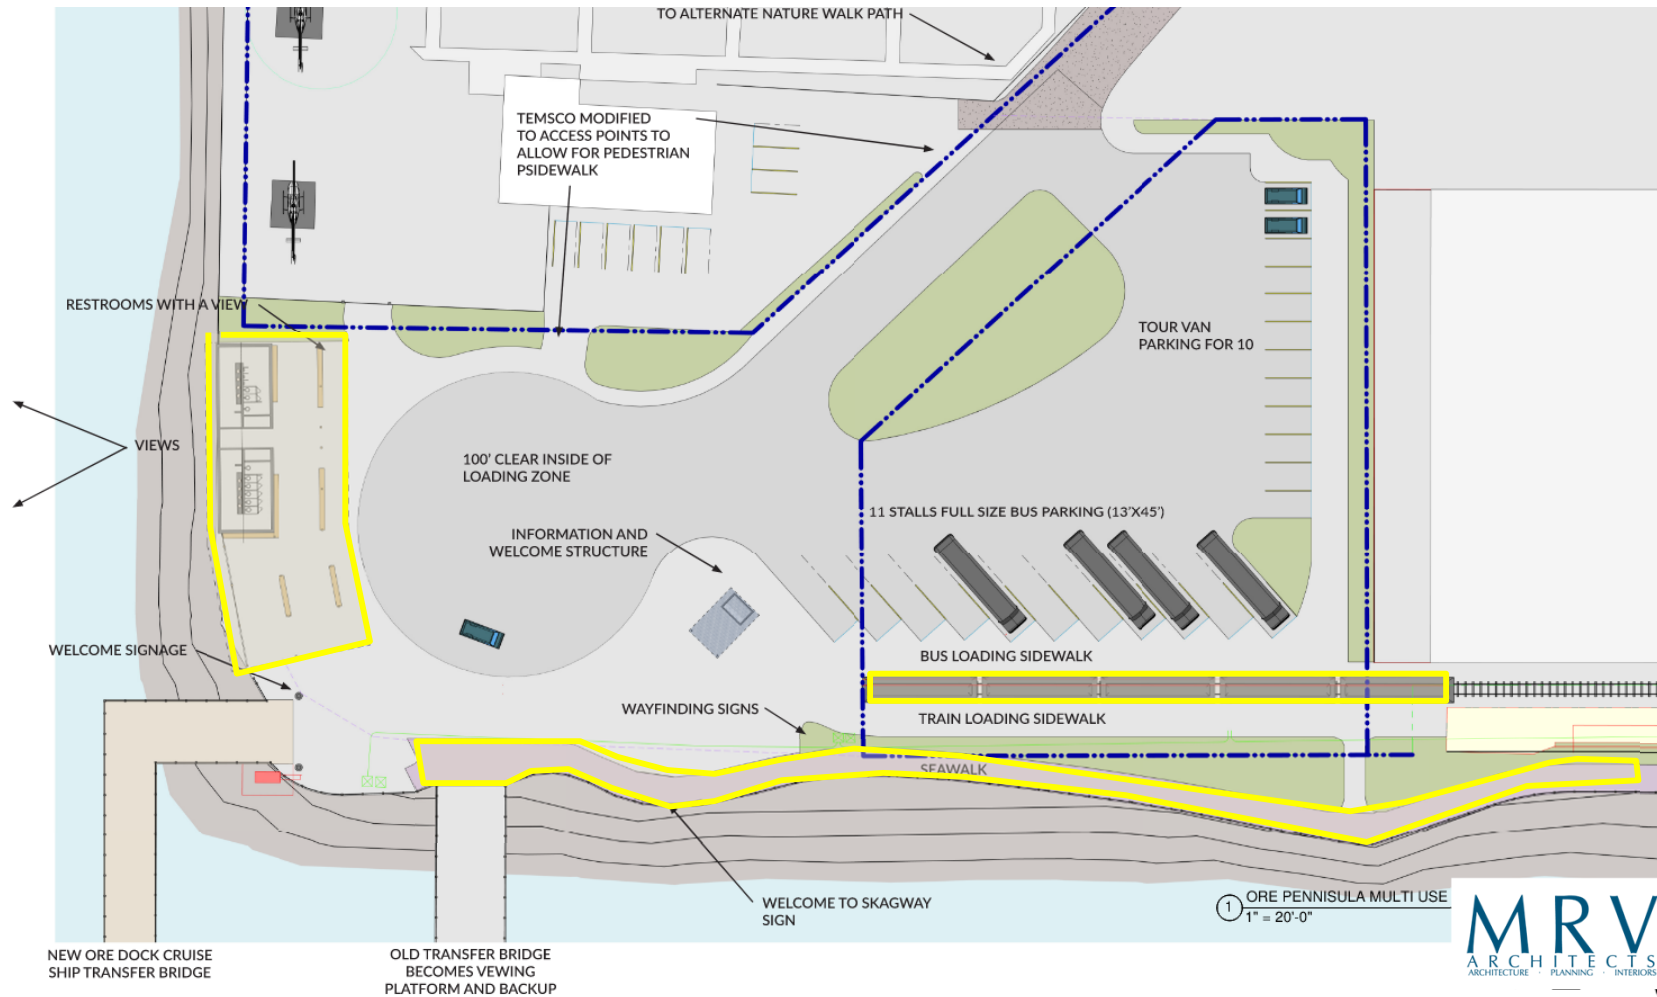 TO ALTERNATE NATURE WALK PATH
TEMSCO MODIFIED
TO ACCESS POINTS TO
ALLOW FOR PEDESTRIAN
PSIDEWALK
RESTROOMS WITH A VIEW
TOUR VAN
PARKING FOR 10
VIEWS
100' CLEAR INSIDE OF
LOADING ZONE
11 STALLS FULL SIZE BUS PARKING (13'X45')
INFORMATION AND
WELCOME STRUCTURE
WELCOME SIGNAGE
BUS LOADING SIDEWALK
WAYFINDING SIGNS
TRAIN LOADING SIDEWALK
SEAWALK
WELCOME TO SKAGWAY
SIGN
1
ORE PENNISULA MULTI USE
1" = 20'-0"
NEW ORE DOCK CRUISE
SHIP TRANSFER BRIDGE
OLD TRANSFER BRIDGE
BECOMES VEWING
PLATFORM AND BACKUP
MRV
ARCHITECTS
ARCHITECTURE · PLANNING · INTERIORS